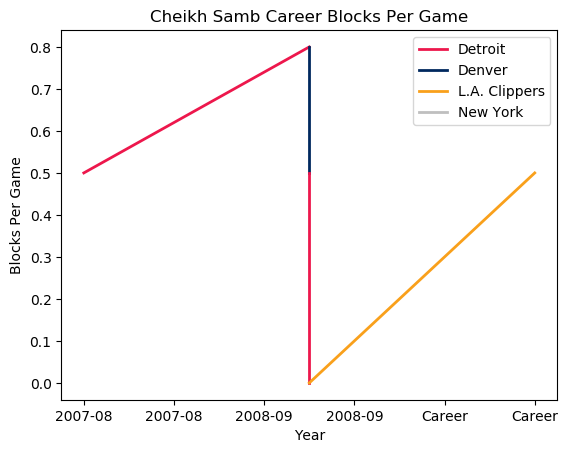 Cheikh Samb Career Blocks Per Game
Detroit
Denver
L.A. Clippers
New York
Blocks Per Game
0.8
0.7
0.6
0.5
0.4
0.3
0.2
0.1
0.0
2007-08 2007-08 2008-09 2008-09 Career Career
Year